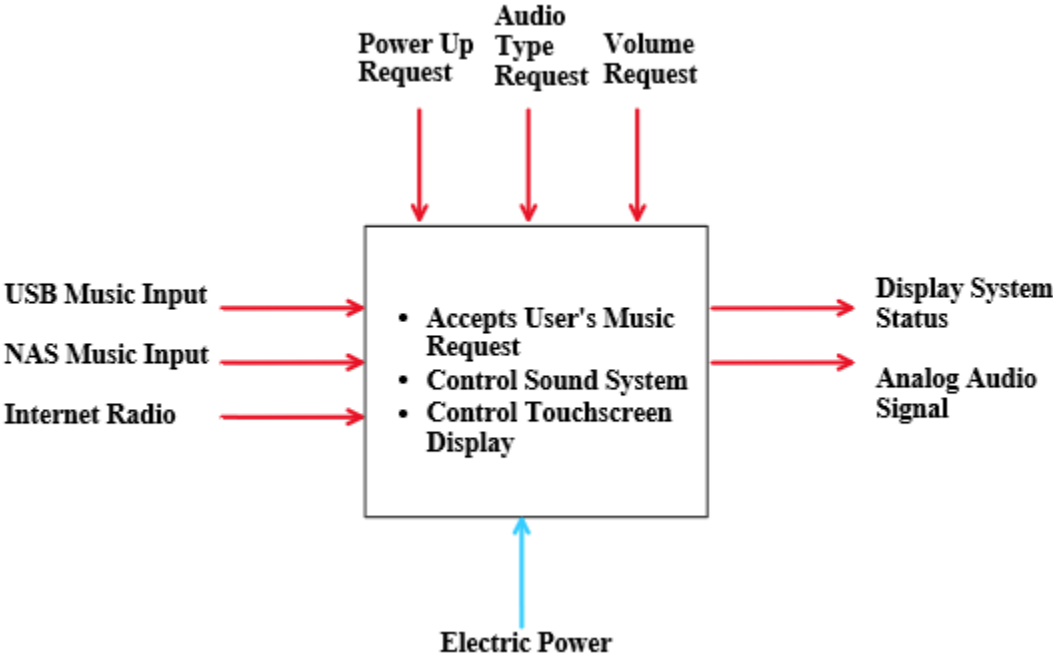 Power Up
Request
Audio
Type
Request
Volume
Request
USB Music Input
NAS Music Input
Internet Radio
• Accepts User's Music
Request
• Control Sound System
• Control Touchscreen
Display
Display System
Status
Analog Audio
Signal
Electric Power